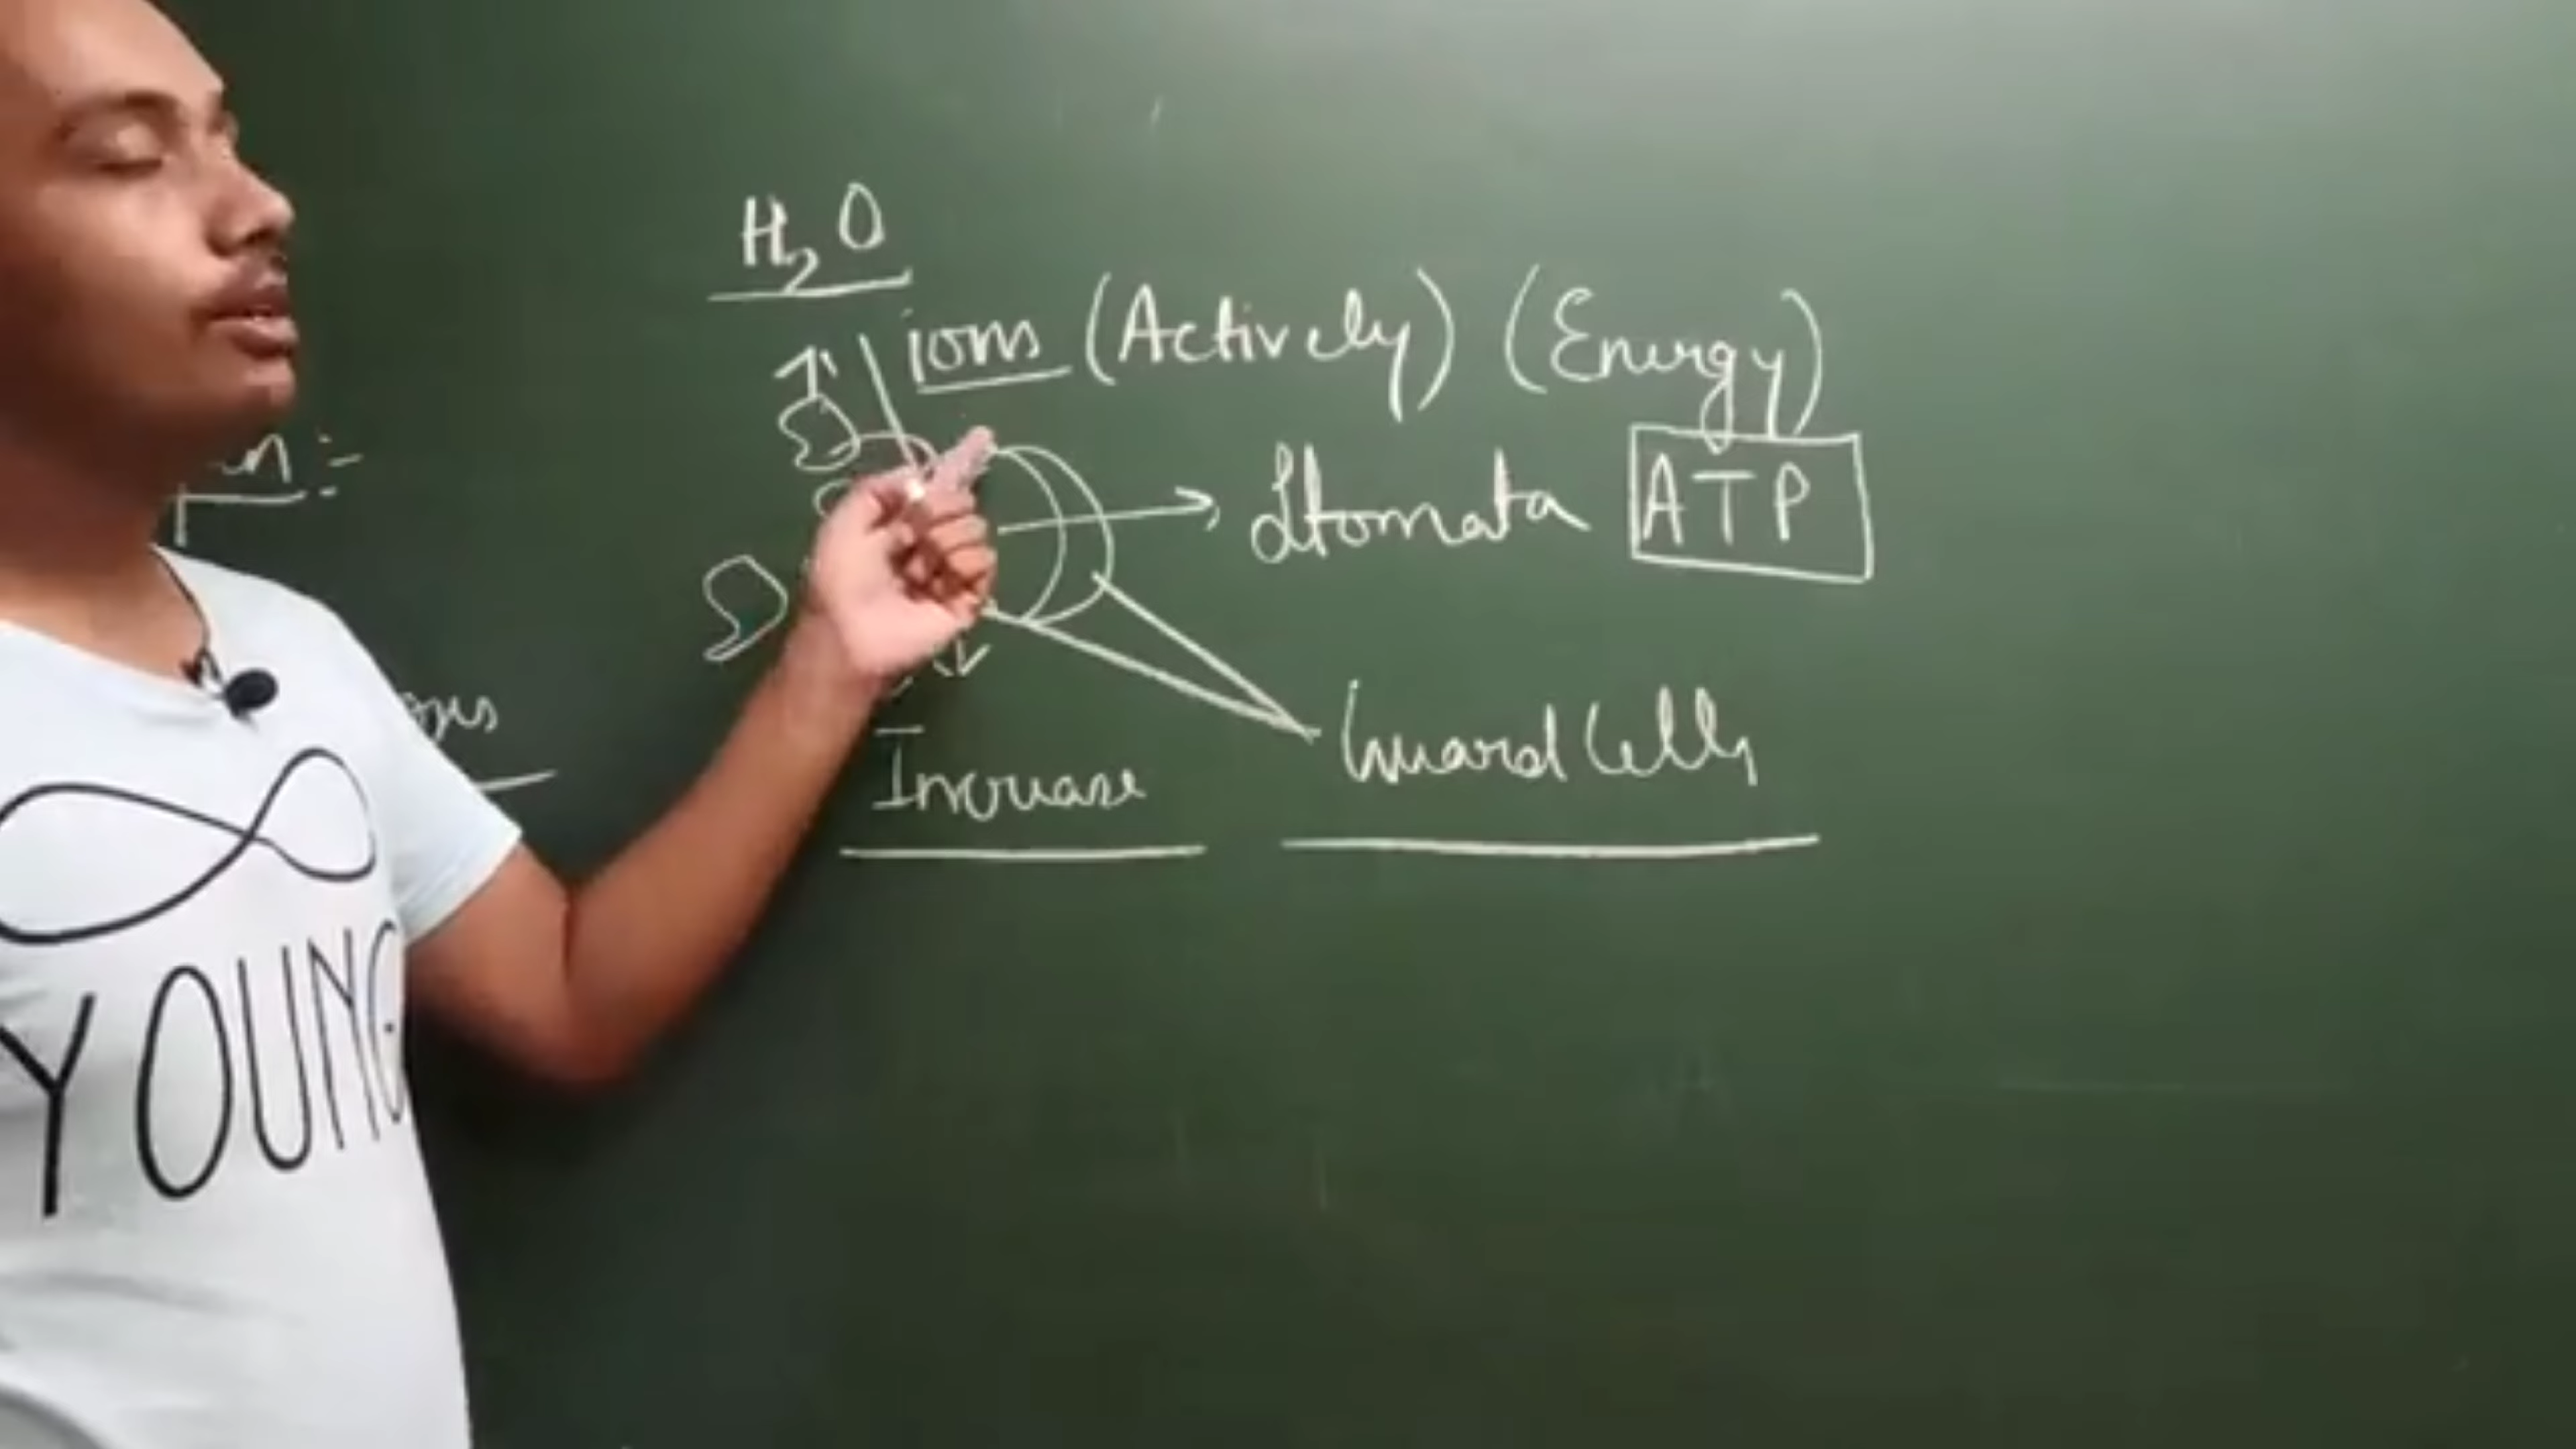 H₂O
ions (Actively) (Energy)
Stomata ATP
Guard Cells
Increase
YOUNG